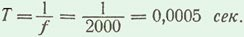 T = 1/f = 1/2000 = 0,0005 сек.